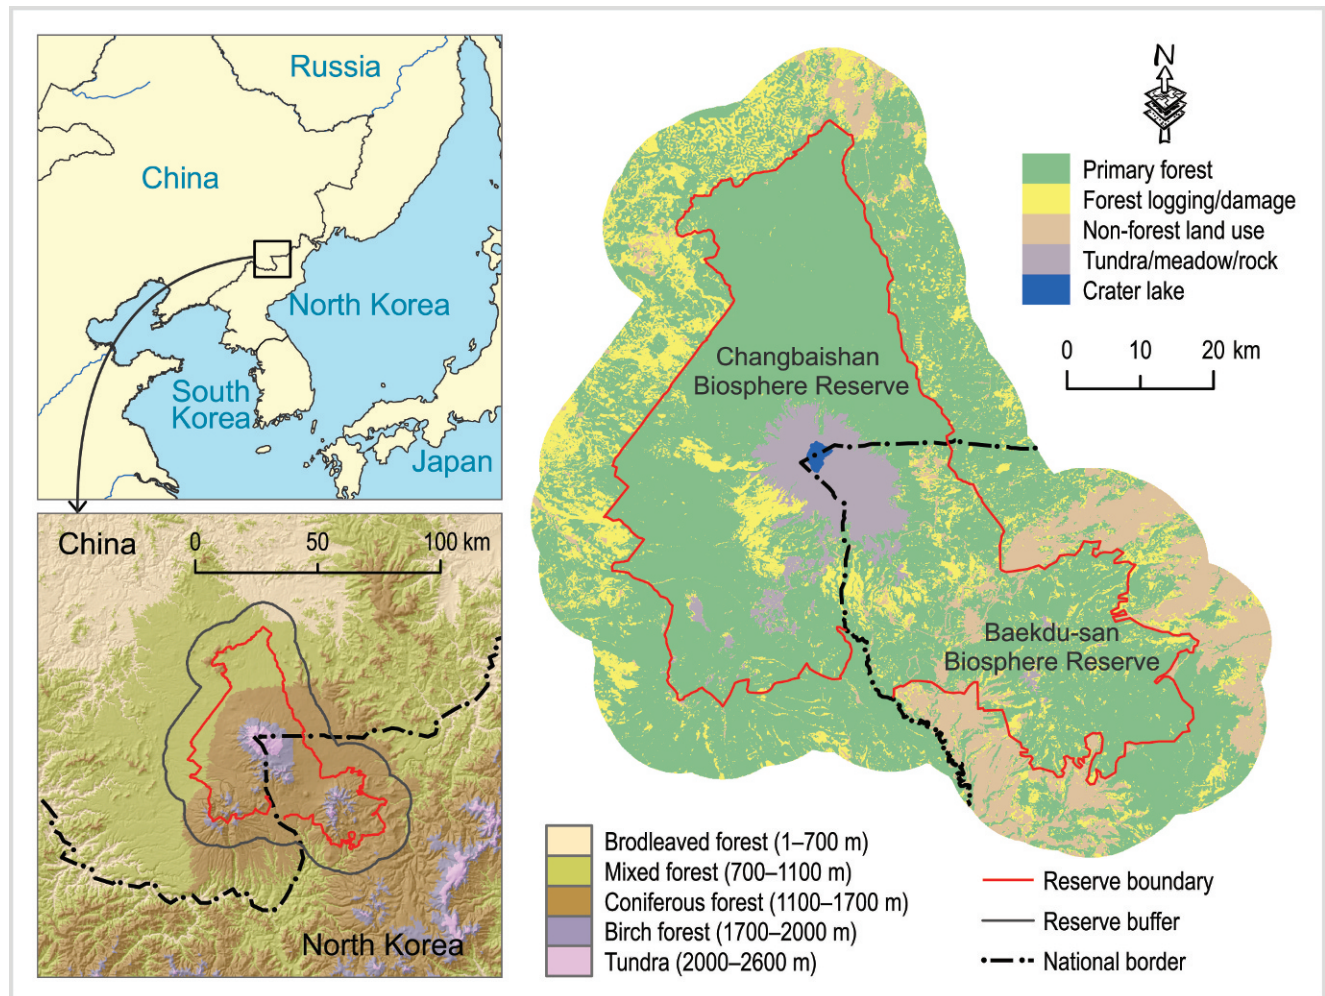 Russia
China
North Korea
South
Korea
Japan
China
0 50 100 km
North Korea
N
Primary forest
Forest logging/damage
Non-forest land use
Tundra/meadow/rock
Crater lake
0 10 20 km
Changbaishan
Biosphere Reserve
Baekdu-san
Biosphere Reserve
Brodleaved forest (1–700 m)
Mixed forest (700–1100 m)
Coniferous forest (1100–1700 m)
Birch forest (1700–2000 m)
Tundra (2000–2600 m)
Reserve boundary
Reserve buffer
National border